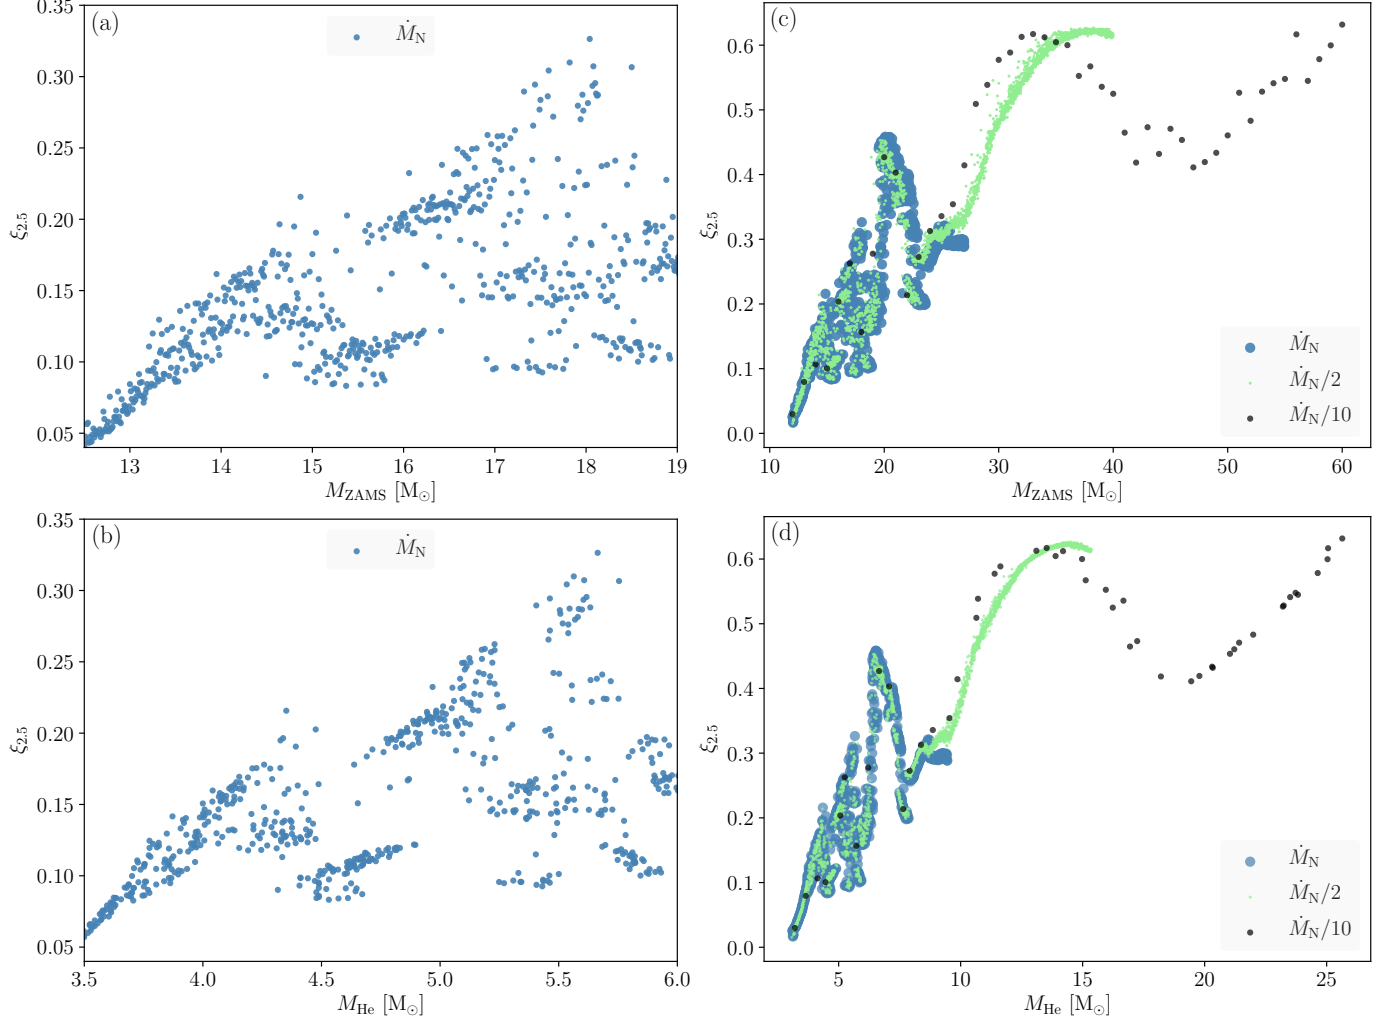 (a)
Ṁ_N
0.35
0.30
0.25
0.20
0.15
0.10
0.05
ξ_2.5
13 14 15 16 17 18 19
M_ZAMS [M_⊙]
(c)
0.6
0.5
0.4
0.3
0.2
0.1
0.0
ξ_2.5
Ṁ_N
Ṁ_N/2
Ṁ_N/10
10 20 30 40 50 60
M_ZAMS [M_⊙]
(b)
Ṁ_N
0.35
0.30
0.25
0.20
0.15
0.10
0.05
ξ_2.5
3.5 4.0 4.5 5.0 5.5 6.0
M_He [M_⊙]
(d)
0.6
0.5
0.4
0.3
0.2
0.1
0.0
ξ_2.5
Ṁ_N
Ṁ_N/2
Ṁ_N/10
5 10 15 20 25
M_He [M_⊙]